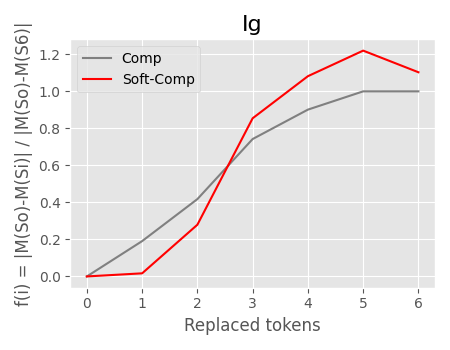 Ig
Comp
Soft-Comp
f(i) = |M(So)-M(Si)| / |M(So)-M(S6)|
1.2
1.0
0.8
0.6
0.4
0.2
0.0
0 1 2 3 4 5 6
Replaced tokens